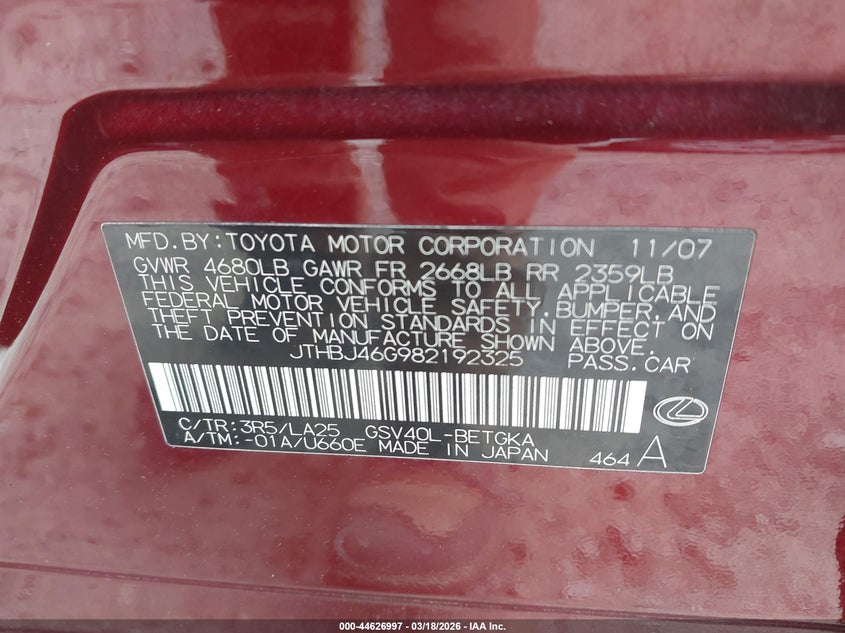 MFD.BY:TOYOTA MOTOR CORPORATION 11/07
GVWR 4680LB GAWR FR 2668LB RR 2359LB
THIS VEHICLE CONFORMS TO ALL APPLICABLE
FEDERAL MOTOR VEHICLE SAFETY,BUMPER,AND
THEFT PREVENTION STANDARDS IN EFFECT ON
THE DATE OF MANUFACTURE SHOWN ABOVE.
JTHBJ46G982192325 PASS.CAR
C/TR:3R5/LA25 GSV40L-BETGKA
A/TM:-01A/U660E MADE IN JAPAN 464 A
000-44626997 - 03/18/2026 - IAA Inc.